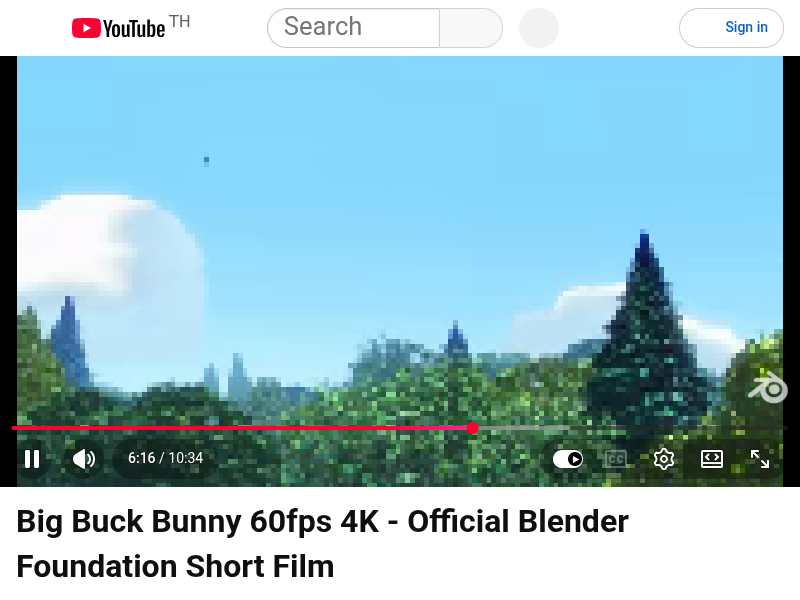 YouTube TH
Search
Sign in
6:16 / 10:34
CC
Big Buck Bunny 60fps 4K - Official Blender
Foundation Short Film